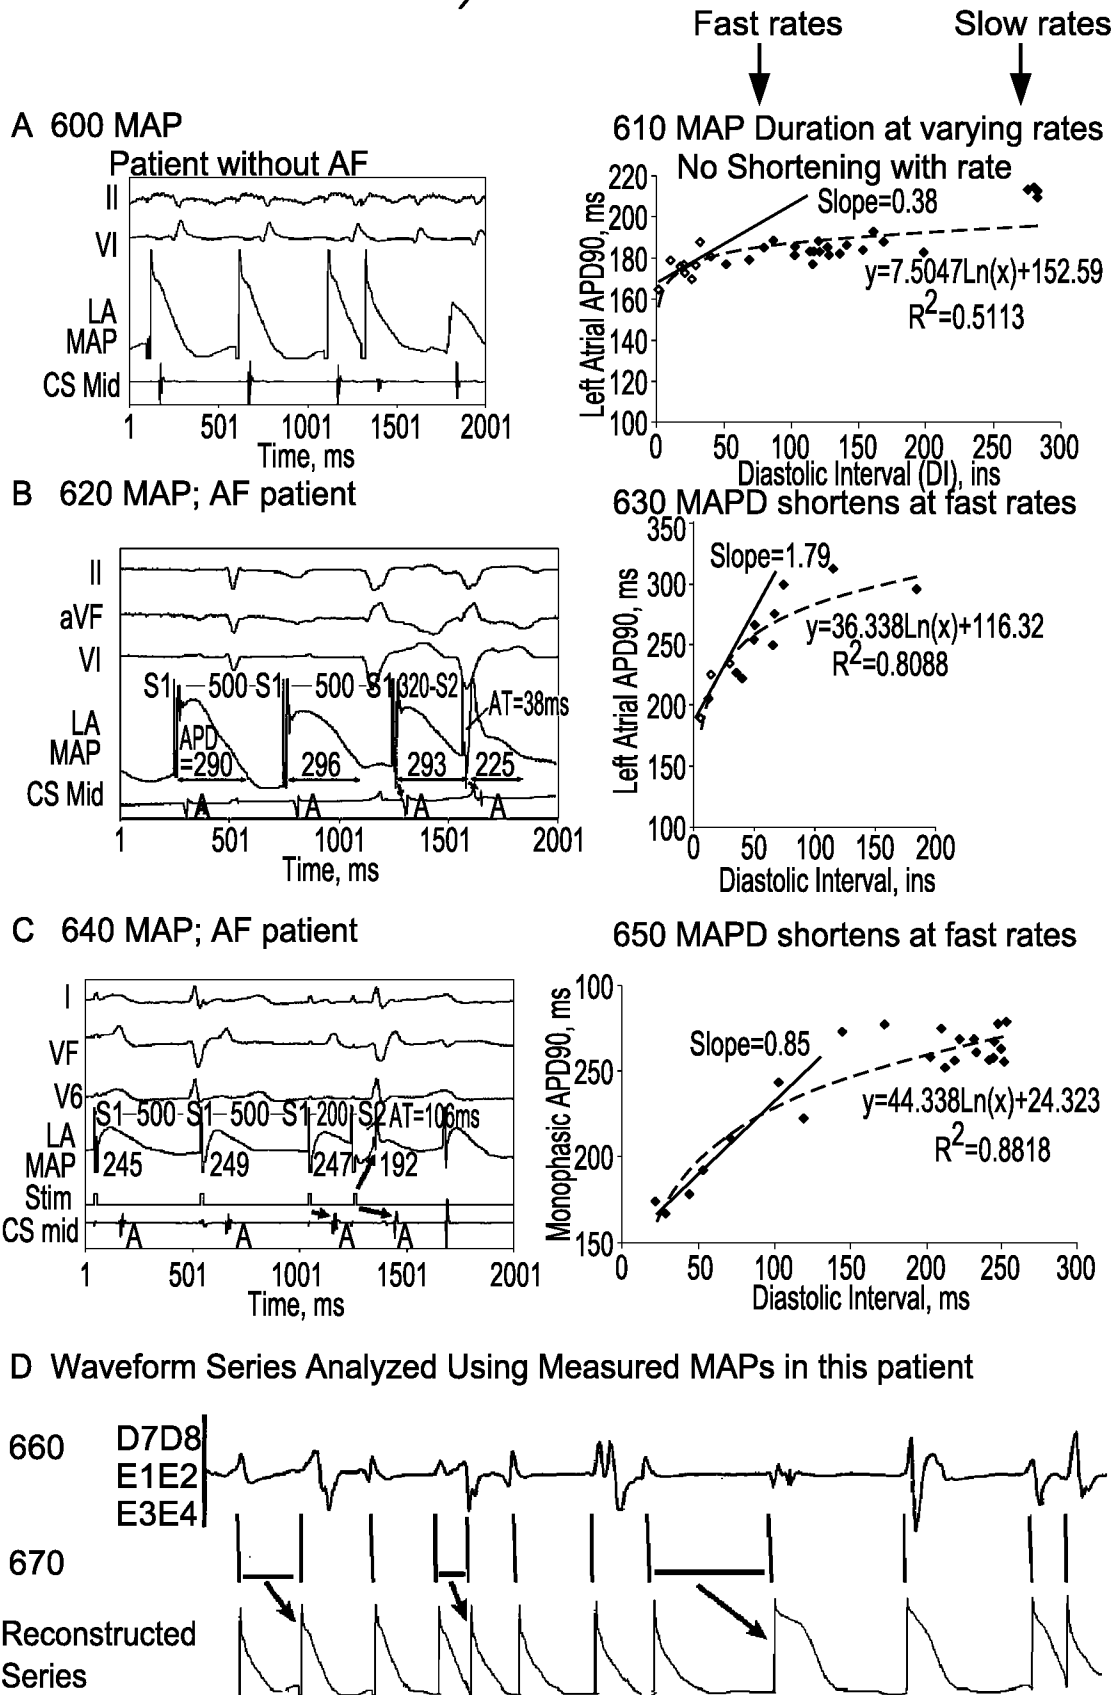 Fast rates
Slow rates
A 600 MAP
Patient without AF
II
VI
LA
MAP
CS Mid
1 501 1001 1501 2001
Time, ms
610 MAP Duration at varying rates
No Shortening with rate
220
200
180
160
140
120
100
Left Atrial APD90, ms
Slope=0.38
y=7.5047Ln(x)+152.59
R2=0.5113
0 50 100 150 200 250 300
Diastolic Interval (DI), ins
B 620 MAP; AF patient
II
aVF
VI
S1 500 S1 500 S1 320-S2
AT=38ms
LA
MAP
APD
=290 296 293 225
CS Mid
A A A A
1 501 1001 1501 2001
Time, ms
630 MAPD shortens at fast rates
350
300
250
200
150
100
Left Atrial APD90, ms
Slope=1.79
y=36.338Ln(x)+116.32
R2=0.8088
0 50 100 150 200
Diastolic Interval, ins
C 640 MAP; AF patient
I
VF
V6
S1-500-S1-500-S1-200-S2 AT=106ms
LA
MAP
245 249 247 192
Stim
CS mid
A A A A
1 501 1001 1501 2001
Time, ms
650 MAPD shortens at fast rates
100
250
200
150
Monophasic APD90, ms
Slope=0.85
y=44.338Ln(x)+24.323
R2=0.8818
0 50 100 150 200 250 300
Diastolic Interval, ms
D Waveform Series Analyzed Using Measured MAPs in this patient
660
D7D8
E1E2
E3E4
670
Reconstructed
Series